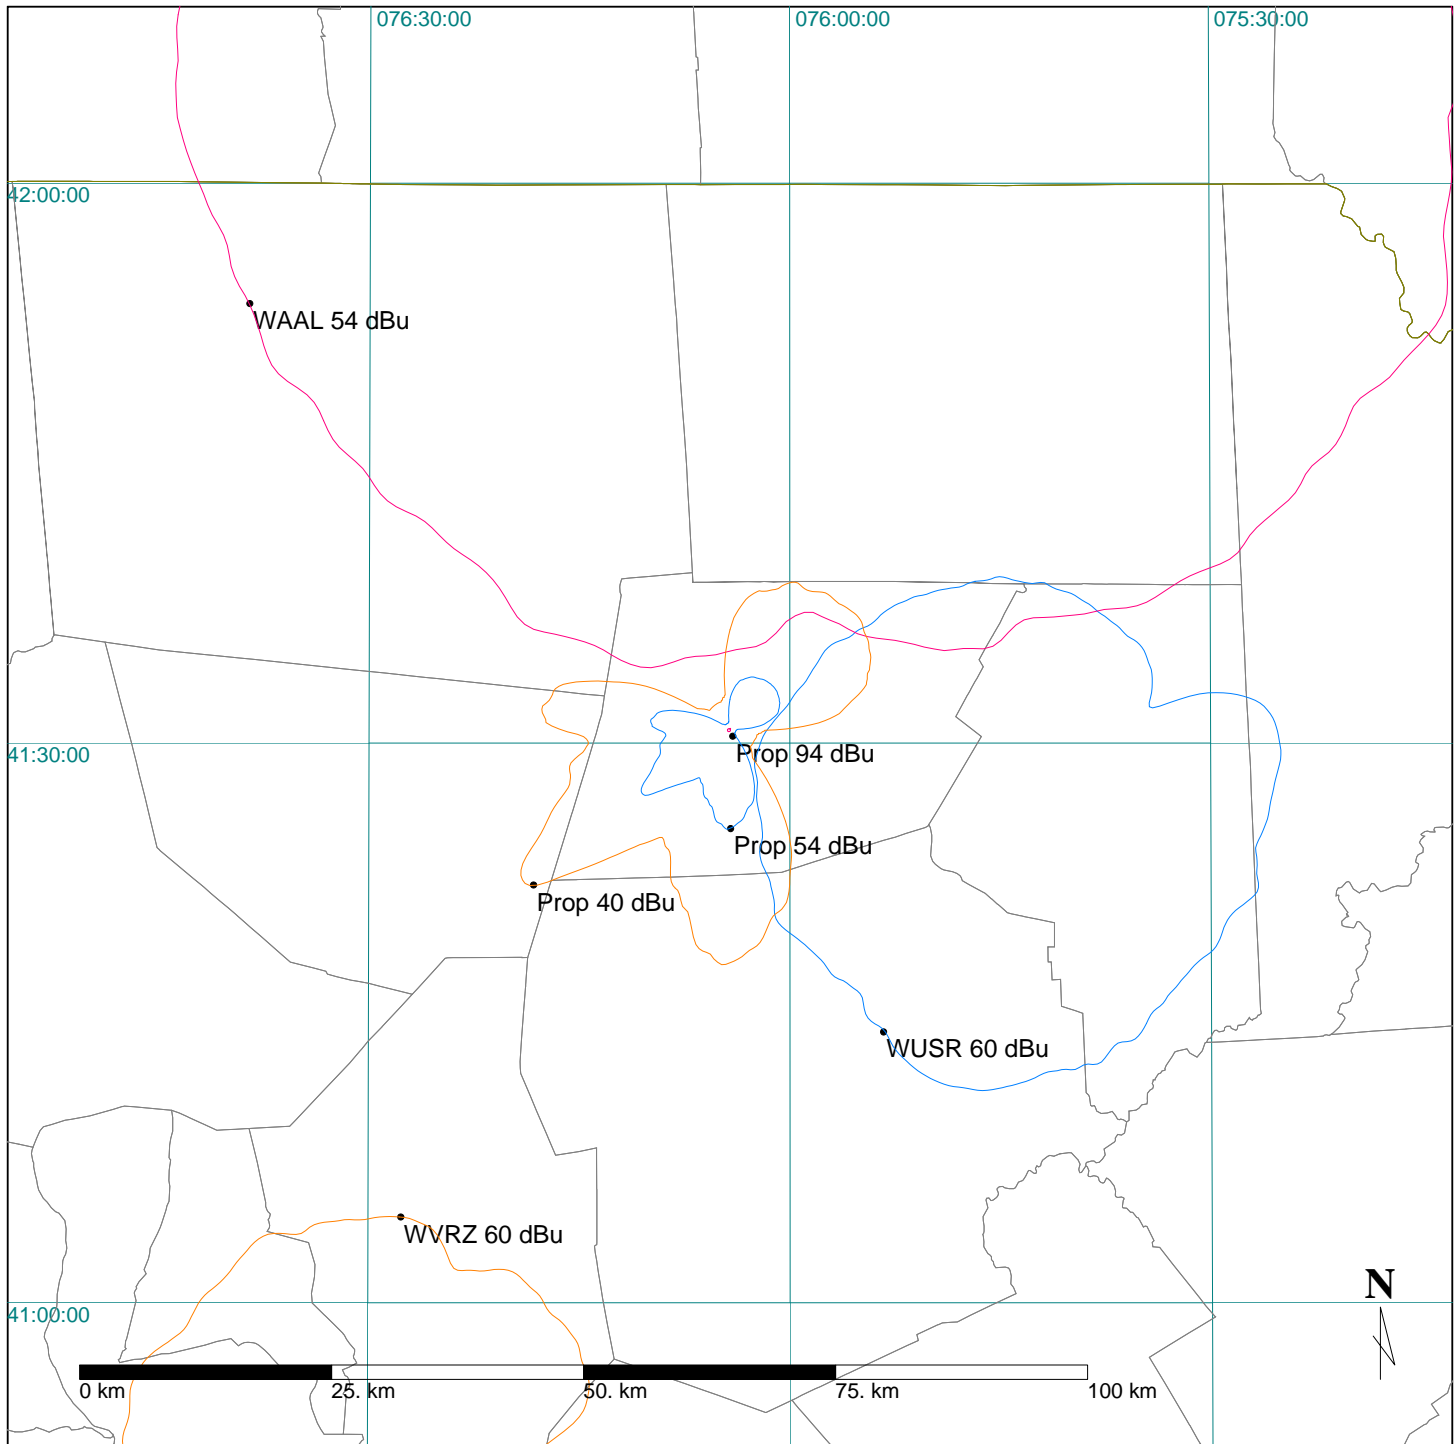 076:30:00
076:00:00
075:30:00
42:00:00
WAAL 54 dBu
41:30:00
Prop 94 dBu
Prop 54 dBu
Prop 40 dBu
WUSR 60 dBu
WVRZ 60 dBu
N
41:00:00
0 km
25. km
50. km
75. km
100 km